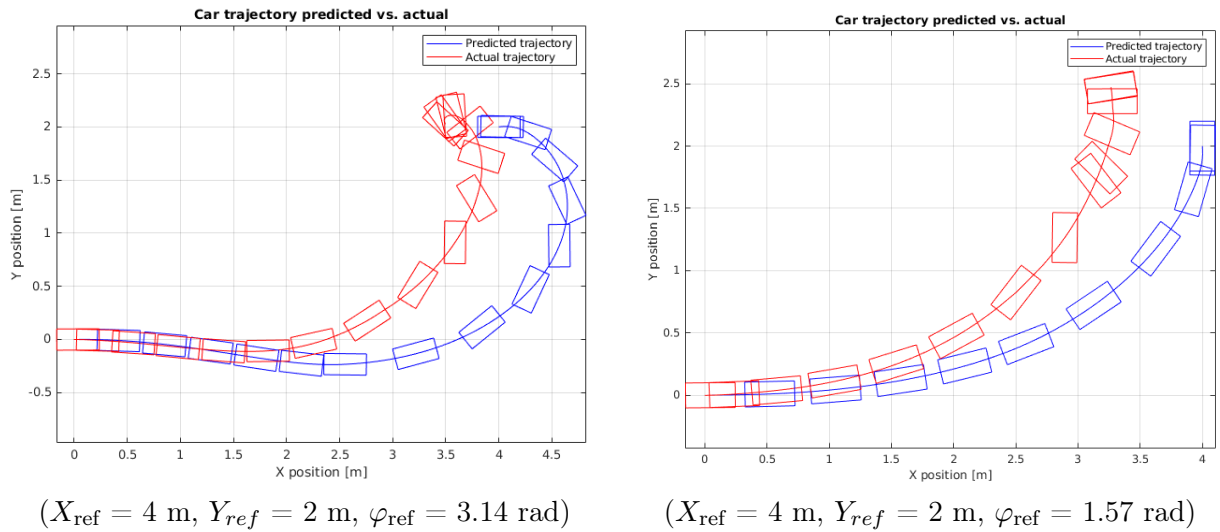 Car trajectory predicted vs. actual
Predicted trajectory
Actual trajectory
2.5
2
1.5
1
0.5
0
-0.5
Y position [m]
0 0.5 1 1.5 2 2.5 3 3.5 4 4.5
X position [m]
(X_ref = 4 m, Y_ref = 2 m, φ_ref = 3.14 rad)
Car trajectory predicted vs. actual
Predicted trajectory
Actual trajectory
2.5
2
1.5
1
0.5
0
Y position [m]
0 0.5 1 1.5 2 2.5 3 3.5 4
X position [m]
(X_ref = 4 m, Y_ref = 2 m, φ_ref = 1.57 rad)